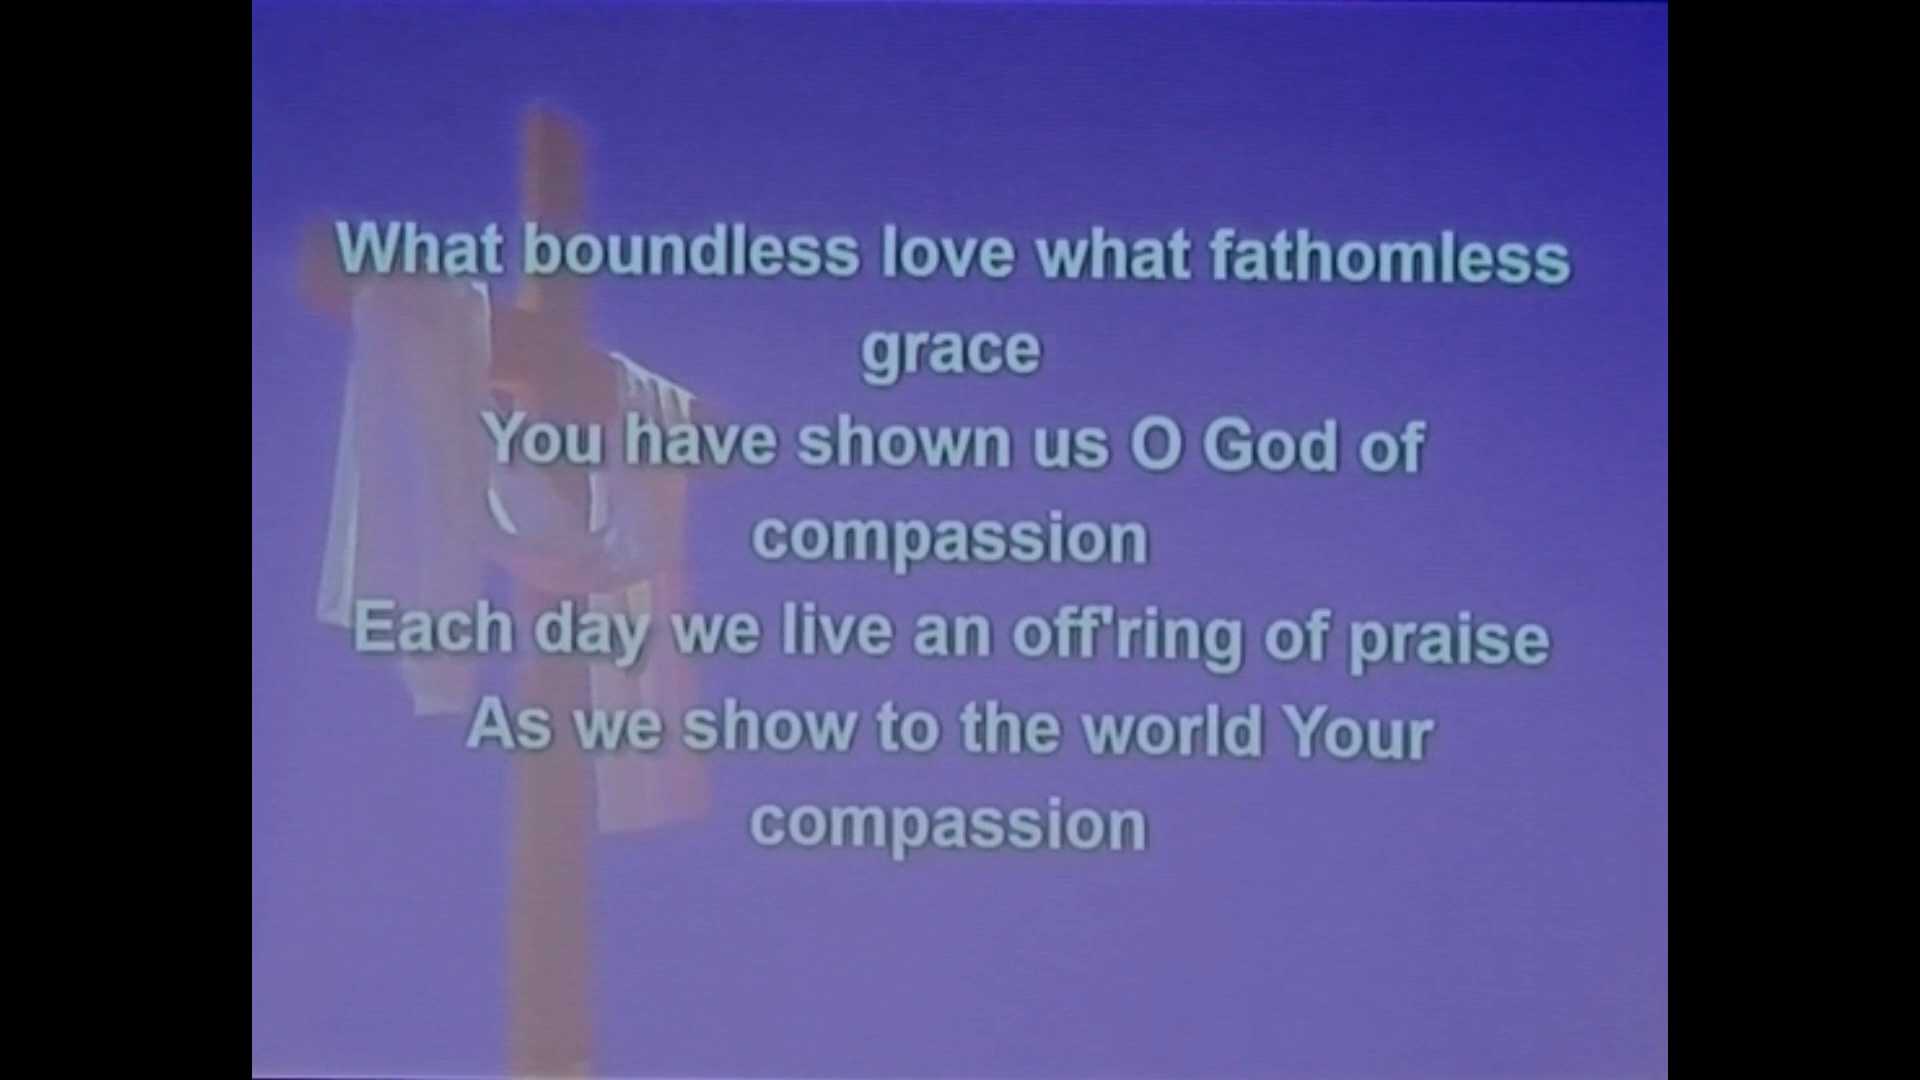 What boundless love what fathomless
grace
You have shown us O God of
compassion
Each day we live an off'ring of praise
As we show to the world Your
compassion